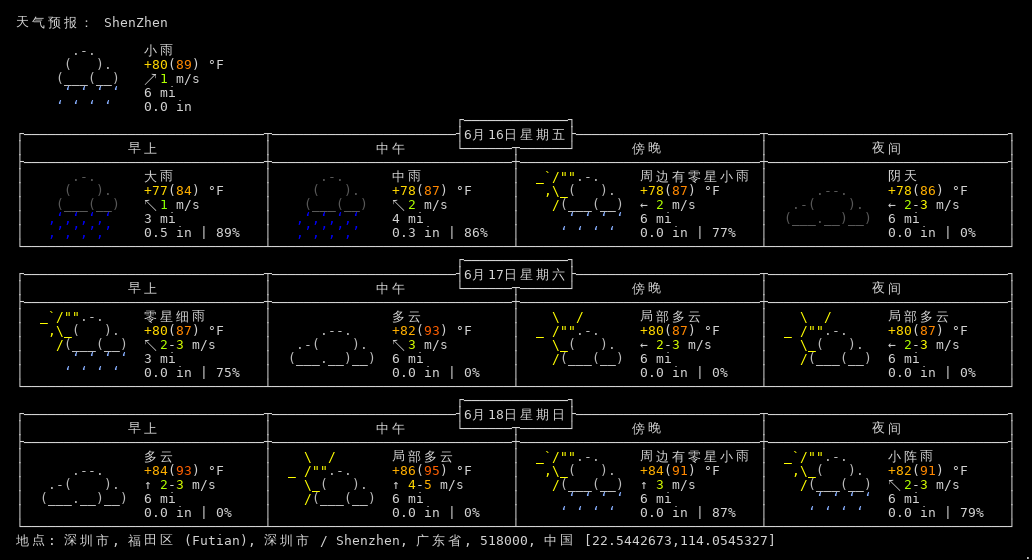 天气预报： ShenZhen
小雨
+80(89) °F
↗1 m/s
6 mi
0.0 in
6月16日星期五
早上 中午 傍晚 夜间
大雨 中雨 周边有零星小雨 阴天
+77(84) °F +78(87) °F +78(87) °F +78(86) °F
↖1 m/s ↖2 m/s ← 2 m/s ← 2-3 m/s
3 mi 4 mi 6 mi 6 mi
0.5 in | 89% 0.3 in | 86% 0.0 in | 77% 0.0 in | 0%
6月17日星期六
早上 中午 傍晚 夜间
零星细雨 多云 局部多云 局部多云
+80(87) °F +82(93) °F +80(87) °F +80(87) °F
↖2-3 m/s ↖3 m/s ← 2-3 m/s ← 2-3 m/s
3 mi 6 mi 6 mi 6 mi
0.0 in | 75% 0.0 in | 0% 0.0 in | 0% 0.0 in | 0%
6月18日星期日
早上 中午 傍晚 夜间
多云 局部多云 周边有零星小雨 小阵雨
+84(93) °F +86(95) °F +84(91) °F +82(91) °F
↑ 2-3 m/s ↑ 4-5 m/s ↑ 3 m/s ↖2-3 m/s
6 mi 6 mi 6 mi 6 mi
0.0 in | 0% 0.0 in | 0% 0.0 in | 87% 0.0 in | 79%
地点: 深圳市, 福田区 (Futian), 深圳市 / Shenzhen, 广东省, 518000, 中国 [22.5442673,114.0545327]